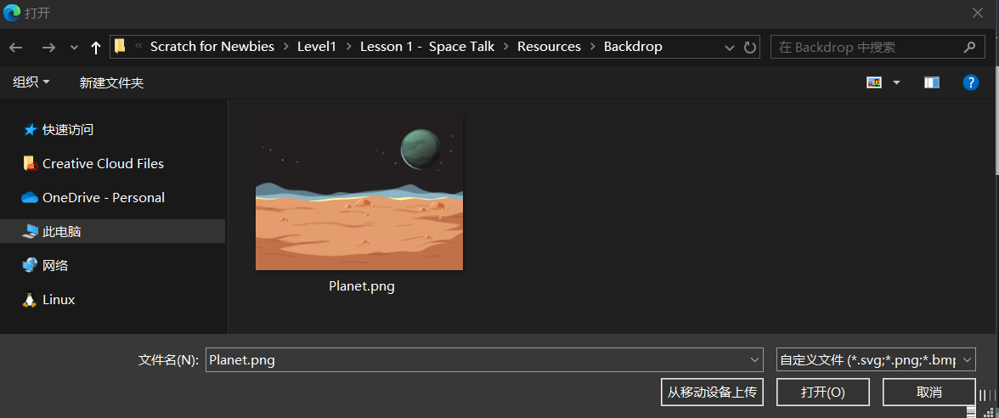 打开
« Scratch for Newbies > Level1 > Lesson 1 - Space Talk > Resources > Backdrop
在 Backdrop 中搜索
组织
新建文件夹
快速访问
Creative Cloud Files
OneDrive - Personal
此电脑
网络
Linux
Planet.png
文件名(N):
Planet.png
自定义文件 (*.svg;*.png;*.bmp
从移动设备上传
打开(O)
取消